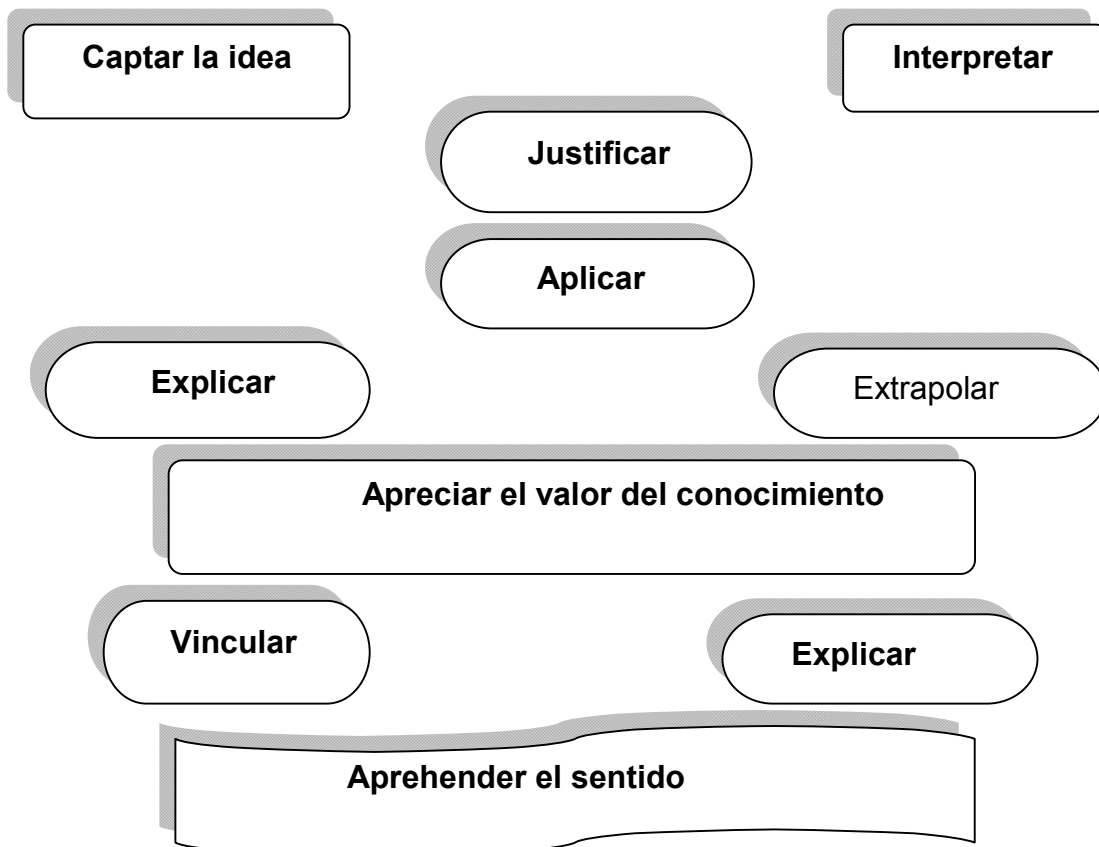 Captar la idea
Interpretar
Justificar
Aplicar
Explicar
Extrapolar
Apreciar el valor del conocimiento
Vincular
Explicar
Aprehender el sentido